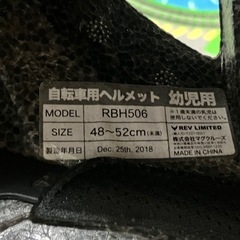 自転車用ヘルメット 幼児用
MODEL RBH506
SIZE 48～52cm(未満)
製造年月日 Dec. 25th, 2018
REV LIMITED
株式会社マグクルーズ
MADE IN CHINA